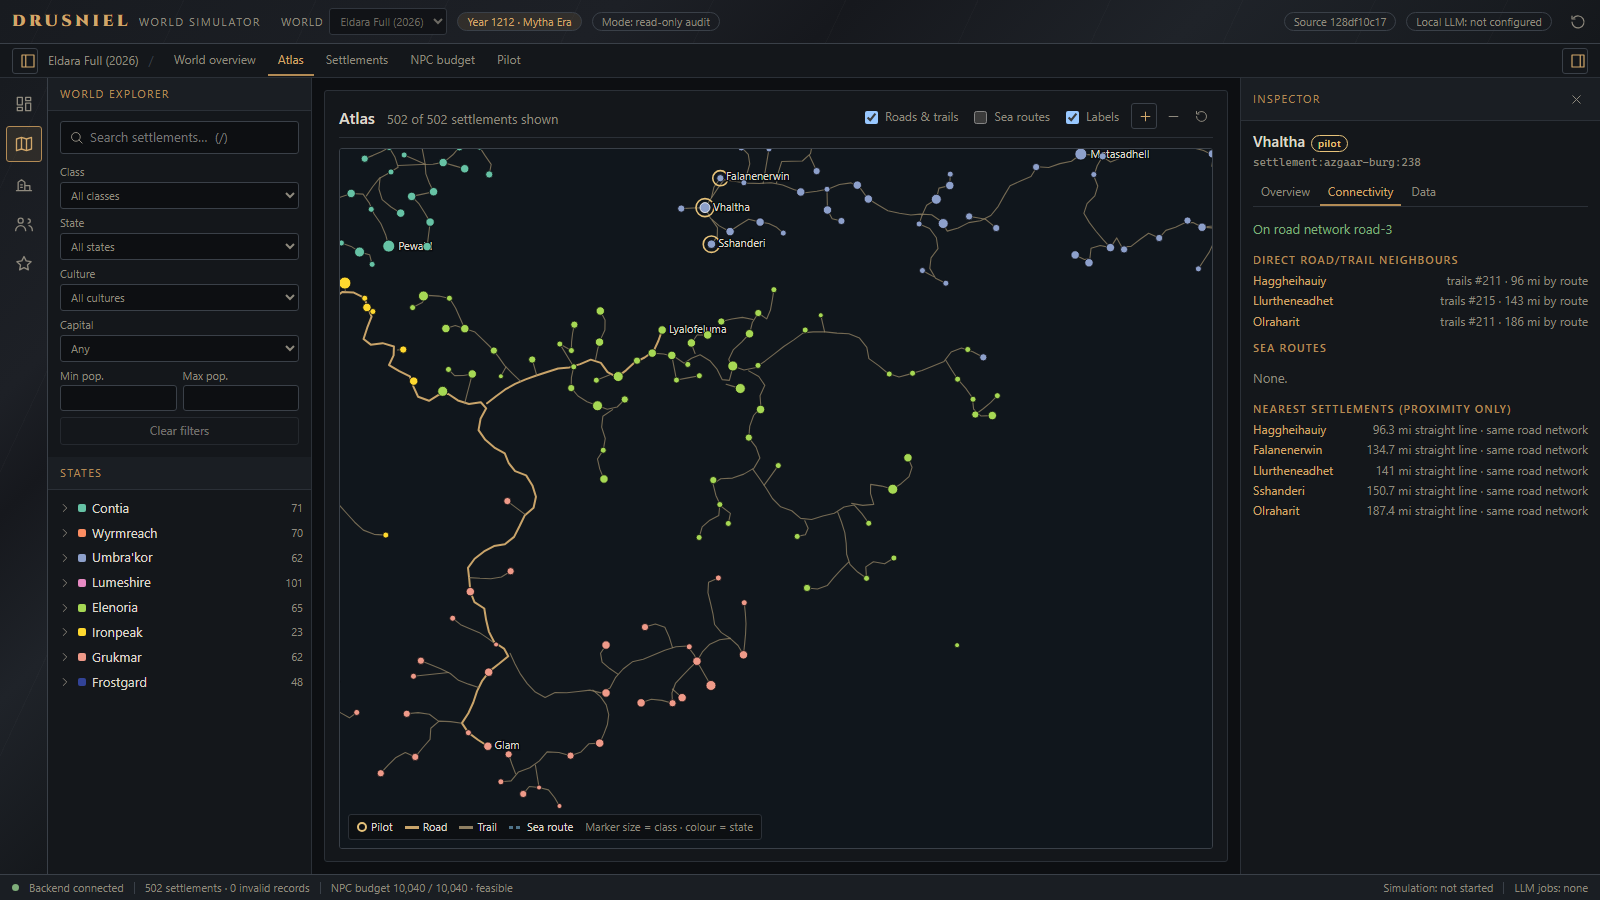 DRUSNIEL WORLD SIMULATOR WORLD Eldara Full (2026) Year 1212 · Mytha Era Mode: read-only audit Source 128df10c17 Local LLM: not configured
Eldara Full (2026) / World overview Atlas Settlements NPC budget Pilot
WORLD EXPLORER
Search settlements... (/)
Class
All classes
State
All states
Culture
All cultures
Capital
Any
Min pop. Max pop.
Clear filters
STATES
Contia 71
Wyrmreach 70
Umbra'kor 62
Lumeshire 101
Elenoria 65
Ironpeak 23
Grukmar 62
Frostgard 48
Atlas 502 of 502 settlements shown
Roads & trails Sea routes Labels
Falanenerwin
Vhaltha
Sshanderi
Lyalofeluma
Glam
Pilot Road Trail Sea route Marker size = class · colour = state
INSPECTOR
Vhaltha pilot
settlement:azgaar-burg:238
Overview Connectivity Data
On road network road-3
DIRECT ROAD/TRAIL NEIGHBOURS
Haggheihauiy trails #211 · 96 mi by route
Llurtheneadhet trails #215 · 143 mi by route
Olraharit trails #211 · 186 mi by route
SEA ROUTES
None.
NEAREST SETTLEMENTS (PROXIMITY ONLY)
Haggheihauiy 96.3 mi straight line · same road network
Falanenerwin 134.7 mi straight line · same road network
Llurtheneadhet 141 mi straight line · same road network
Sshanderi 150.7 mi straight line · same road network
Olraharit 187.4 mi straight line · same road network
Backend connected 502 settlements · 0 invalid records NPC budget 10,040 / 10,040 · feasible Simulation: not started LLM jobs: none